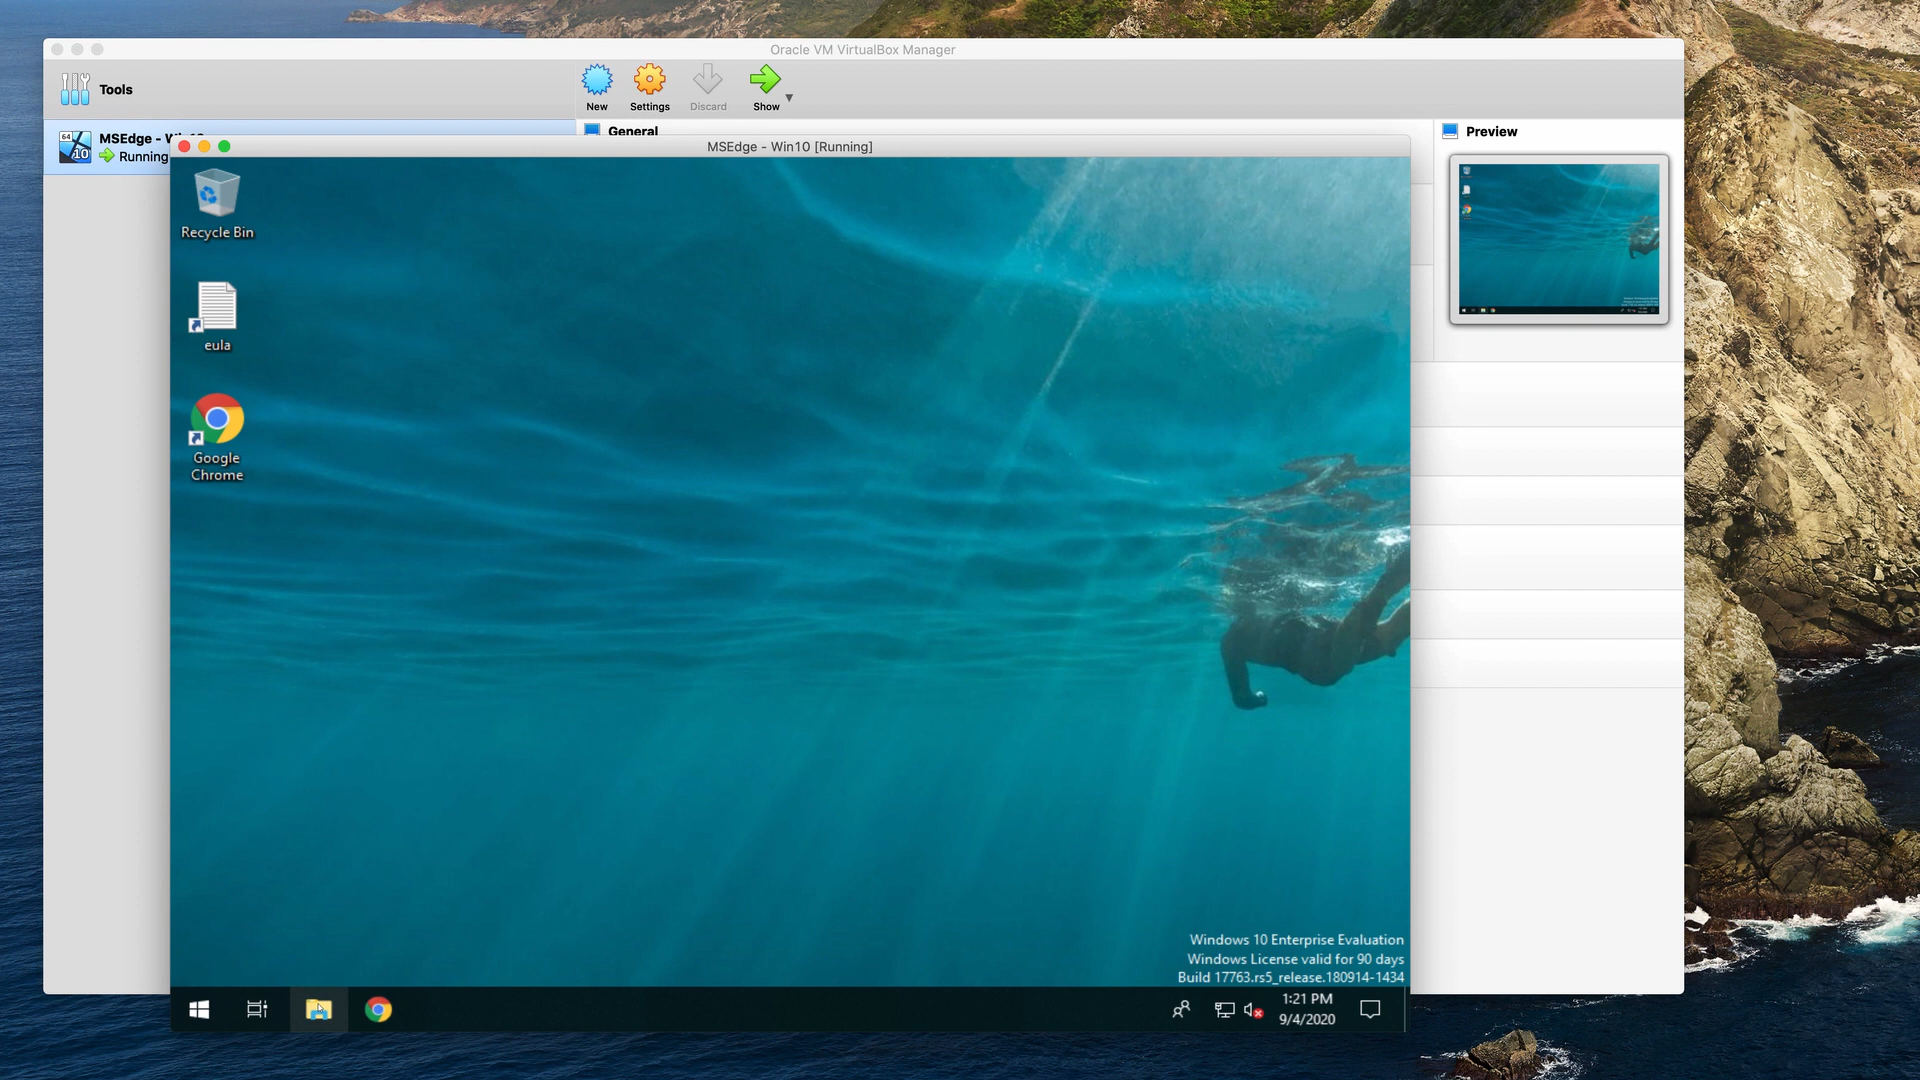 Oracle VM VirtualBox Manager
Tools
New
Settings
Discard
Show
64
10
MSEdge -
Running
General
Preview
MSEdge - Win10 [Running]
Recycle Bin
eula
Google
Chrome
Windows 10 Enterprise Evaluation
Windows License valid for 90 days
Build 17763.rs5_release.180914-1434
1:21 PM
9/4/2020